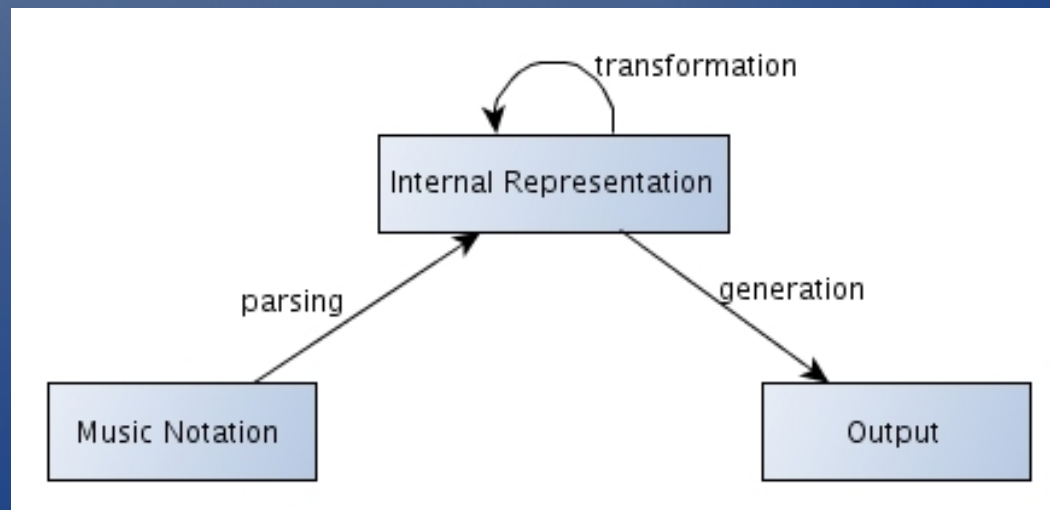 transformation
Internal Representation
parsing
generation
Music Notation
Output